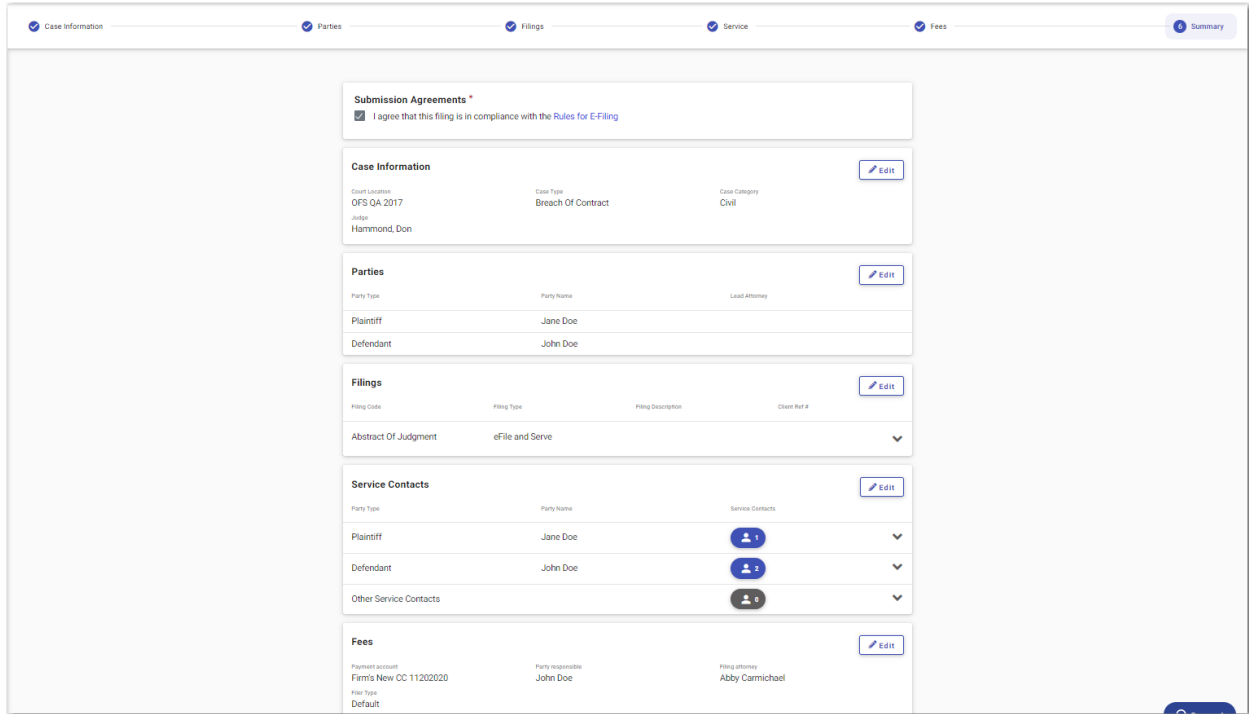 Case Information Parties Filings Service Fees 6 Summary
Submission Agreements *
I agree that this filing is in compliance with the Rules for E-Filing
Case Information Edit
Court Location Case Type Case Category
OFS QA 2017 Breach Of Contract Civil
Judge
Hammond, Don
Parties Edit
Party Type Party Name Lead Attorney
Plaintiff Jane Doe
Defendant John Doe
Filings Edit
Filing Code Filing Type Filing Description Client Ref #
Abstract Of Judgment eFile and Serve
Service Contacts Edit
Party Type Party Name Service Contacts
Plaintiff Jane Doe 1
Defendant John Doe 2
Other Service Contacts 0
Fees Edit
Payment account Party responsible Filing attorney
Firm's New CC 11202020 John Doe Abby Carmichael
Filer Type
Default